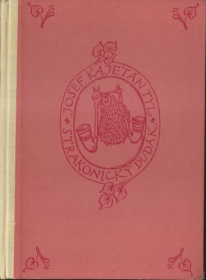 JOSEF KAJETÁN TYL
STRAKONICKÝ DUDÁK